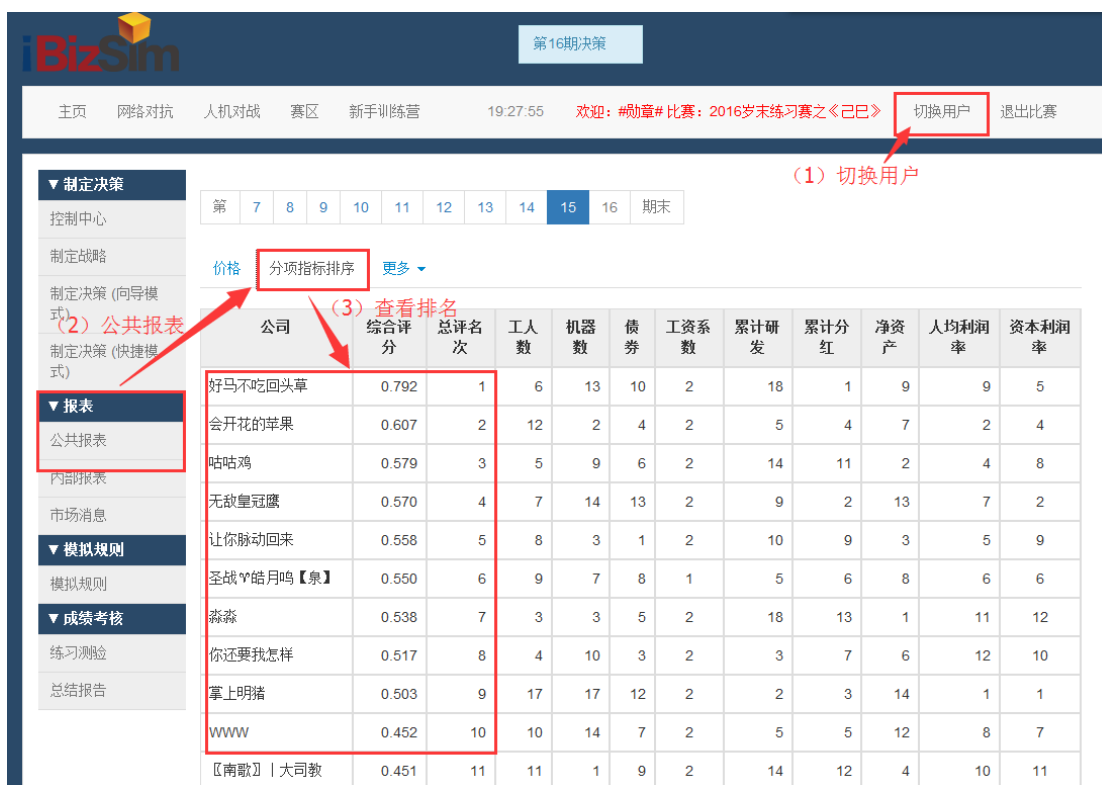 iBizSim
第16期决策
主页 网络对抗 人机对战 赛区 新手训练营 19:27:55 欢迎: #勋章# 比赛: 2016岁末练习赛之《己巳》 切换用户 退出比赛
(1) 切换用户
▼ 制定决策
控制中心
制定战略
制定决策 (向导模
式)
(2) 公共报表
制定决策 (快捷模
式)
▼ 报表
公共报表
内部报表
市场消息
▼ 模拟规则
模拟规则
▼ 成绩考核
练习测验
总结报告
第 7 8 9 10 11 12 13 14 15 16 期末
价格 分项指标排序 更多
(3) 查看排名
公司 综合评分 总评名次 工人数 机器数 债券 工资系数 累计研发 累计分红 净资产 人均利润率 资本利润率
好马不吃回头草 0.792 1 6 13 10 2 18 1 9 9 5
会开花的苹果 0.607 2 12 2 4 2 5 4 7 2 4
咕咕鸡 0.579 3 5 9 6 2 14 11 2 4 8
无敌皇冠鹰 0.570 4 7 14 13 2 9 2 13 7 2
让你脉动回来 0.558 5 8 3 1 2 10 9 3 5 9
圣战♈皓月鸣【泉】 0.550 6 9 7 8 1 5 6 8 6 6
淼淼 0.538 7 3 3 5 2 18 13 1 11 12
你还要我怎样 0.517 8 4 10 3 2 3 7 6 12 10
掌上明猪 0.503 9 17 17 12 2 2 3 14 1 1
WWW 0.452 10 10 14 7 2 5 5 12 8 7
〖南歌〗丨大司教 0.451 11 11 1 9 2 14 12 4 10 11